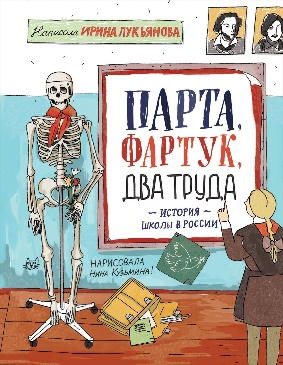 Написала ИРИНА ЛУКЬЯНОВА
ПАРТА,
ФАРТУК,
ДВА ТРУДА
~ ИСТОРИЯ ~
ШКОЛЫ В РОССИИ
НАРИСОВАЛА
НИНА КУЗЬМИНА!